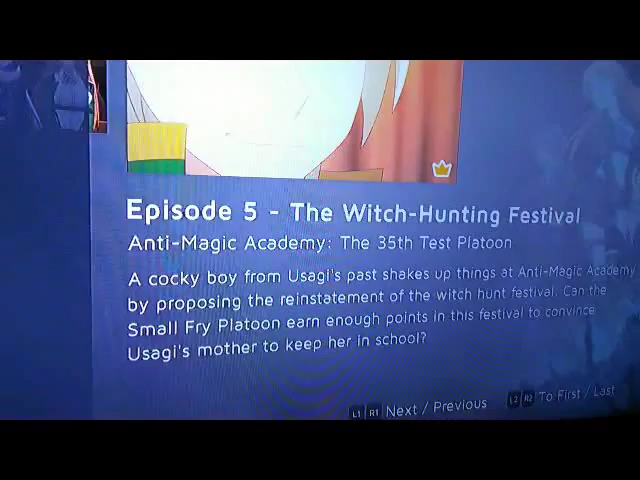 Episode 5 - The Witch-Hunting Festival
Anti-Magic Academy: The 35th Test Platoon
A cocky boy from Usagi's past shakes up things at Anti-Magic Academy
by proposing the reinstatement of the witch hunt festival. Can the
Small Fry Platoon earn enough points in this festival to convince
Usagi's mother to keep her in school?
L1 R1 Next / Previous L2 R2 To First / Last